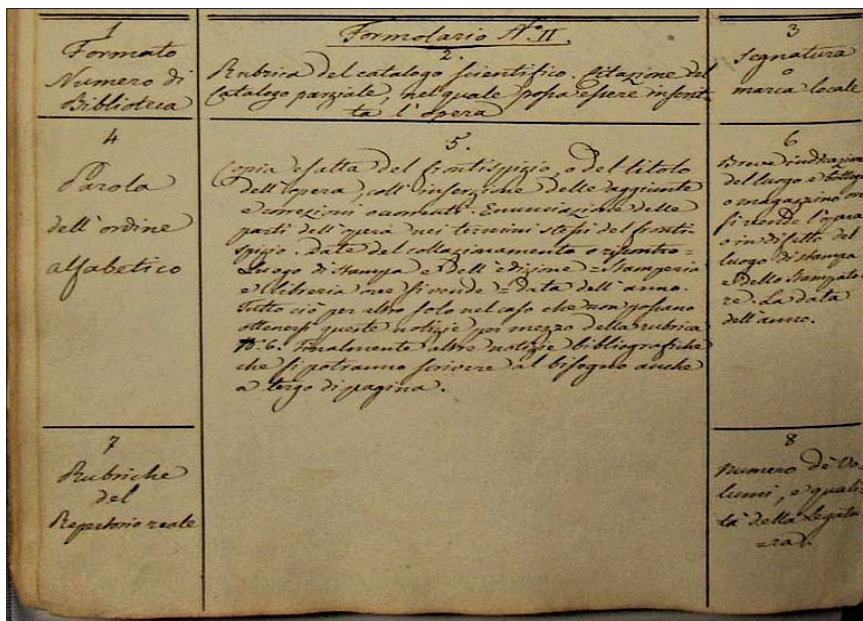 Formolario N.º II.
1
Formato
Numero di
Biblioteca
2.
Rubrica del catalogo scientifico. Citazione del
Catalogo parziale, nel quale possa essere inserit-
ta l'opera
3
Segnatura
o
marca locale
4
Parola
dell'ordine
alfabetico
5.
Copia esatta del frontispizio, o del titolo
dell'opera, coll'inserzione delle aggiunte
e correzioni occorrenti. Enunciazione delle
parti dell'opera nei termini stessi del fronti-
spizio. Date del collazionamento o riscontro =
Luogo di stampa e dell'edizione = Stamperia
e libreria ove si vende = data dell'anno.
Tutto ciò per altro solo nel caso che non possano
ottenersi queste notizie per mezzo della rubrica
N.º 6. Finalmente altre notizie bibliografiche
che si potranno scrivere al bisogno anche
a tergo di pagina.
6
Breve indicazione
del luogo e bottega
o magazzino ove
si vende l'opera
o in difetto del
luogo di stampa
e dello stampato-
re. La data
dell'anno.
7
Rubriche
del
Repertorio reale
8
Numero de' Vo-
lumi, e quali-
tà della legatu
=ra.